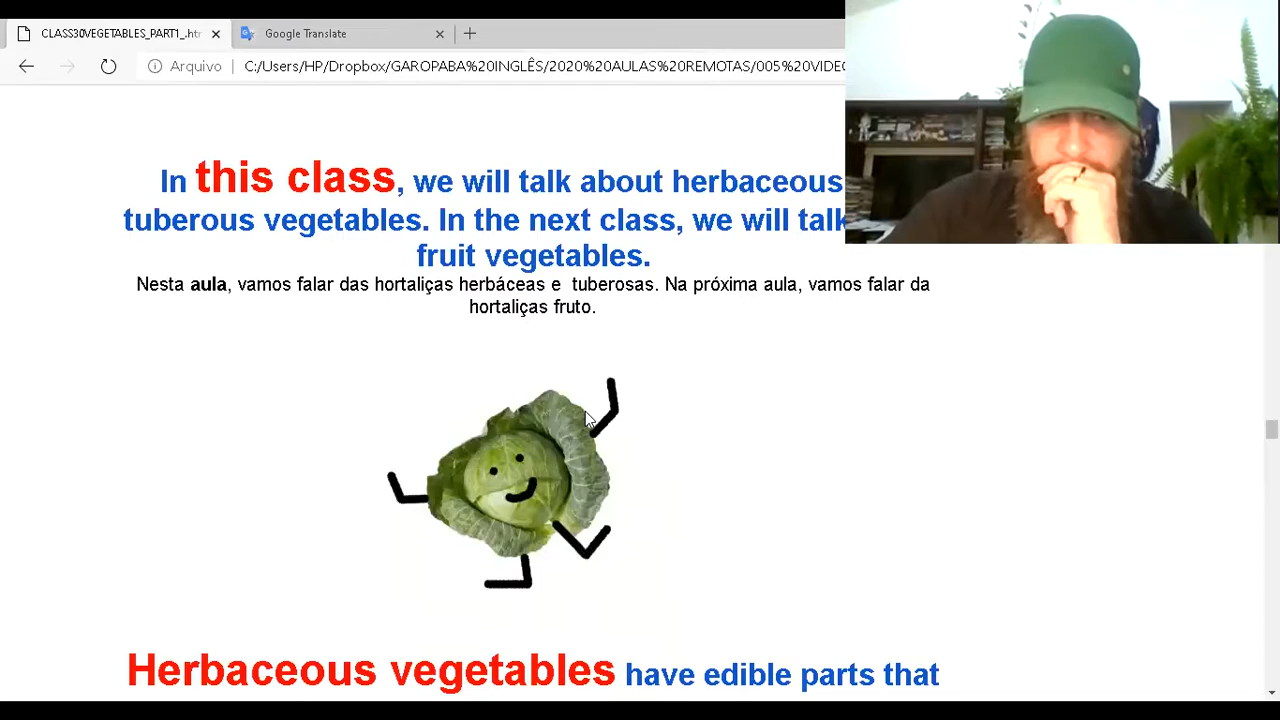 CLASS30VEGETABLES_PART1_.htm
Google Translate
Arquivo
C:/Users/HP/Dropbox/GAROPABA%20INGLÊS/2020%20AULAS%20REMOTAS/005%20VIDEO
In this class, we will talk about herbaceous
tuberous vegetables. In the next class, we will talk
fruit vegetables.
Nesta aula, vamos falar das hortaliças herbáceas e tuberosas. Na próxima aula, vamos falar da
hortaliças fruto.
Herbaceous vegetables have edible parts that